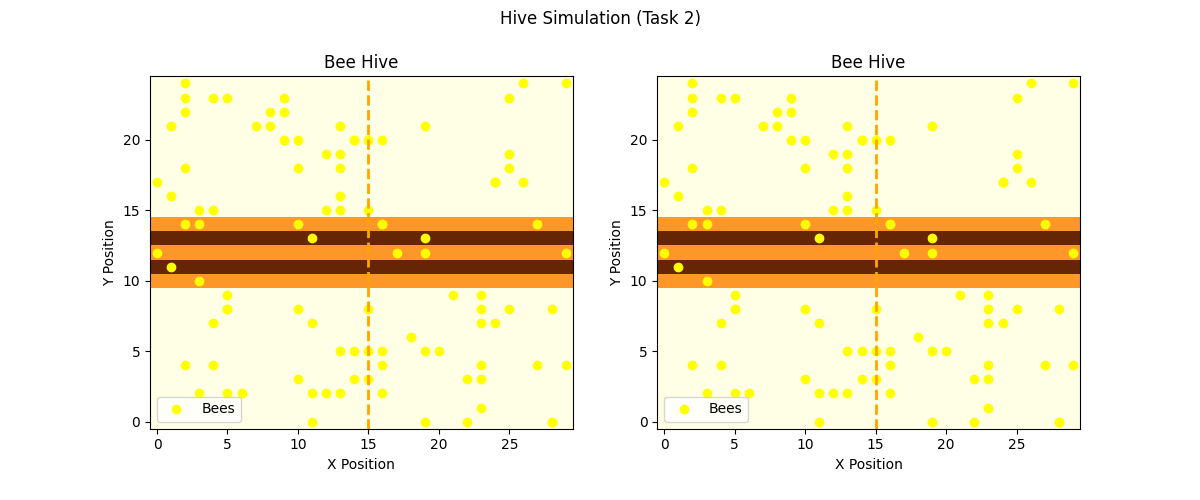 Hive Simulation (Task 2)
Bee Hive
Y Position
20
15
10
5
0
Bees
0 5 10 15 20 25
X Position
Bee Hive
Y Position
20
15
10
5
0
Bees
0 5 10 15 20 25
X Position